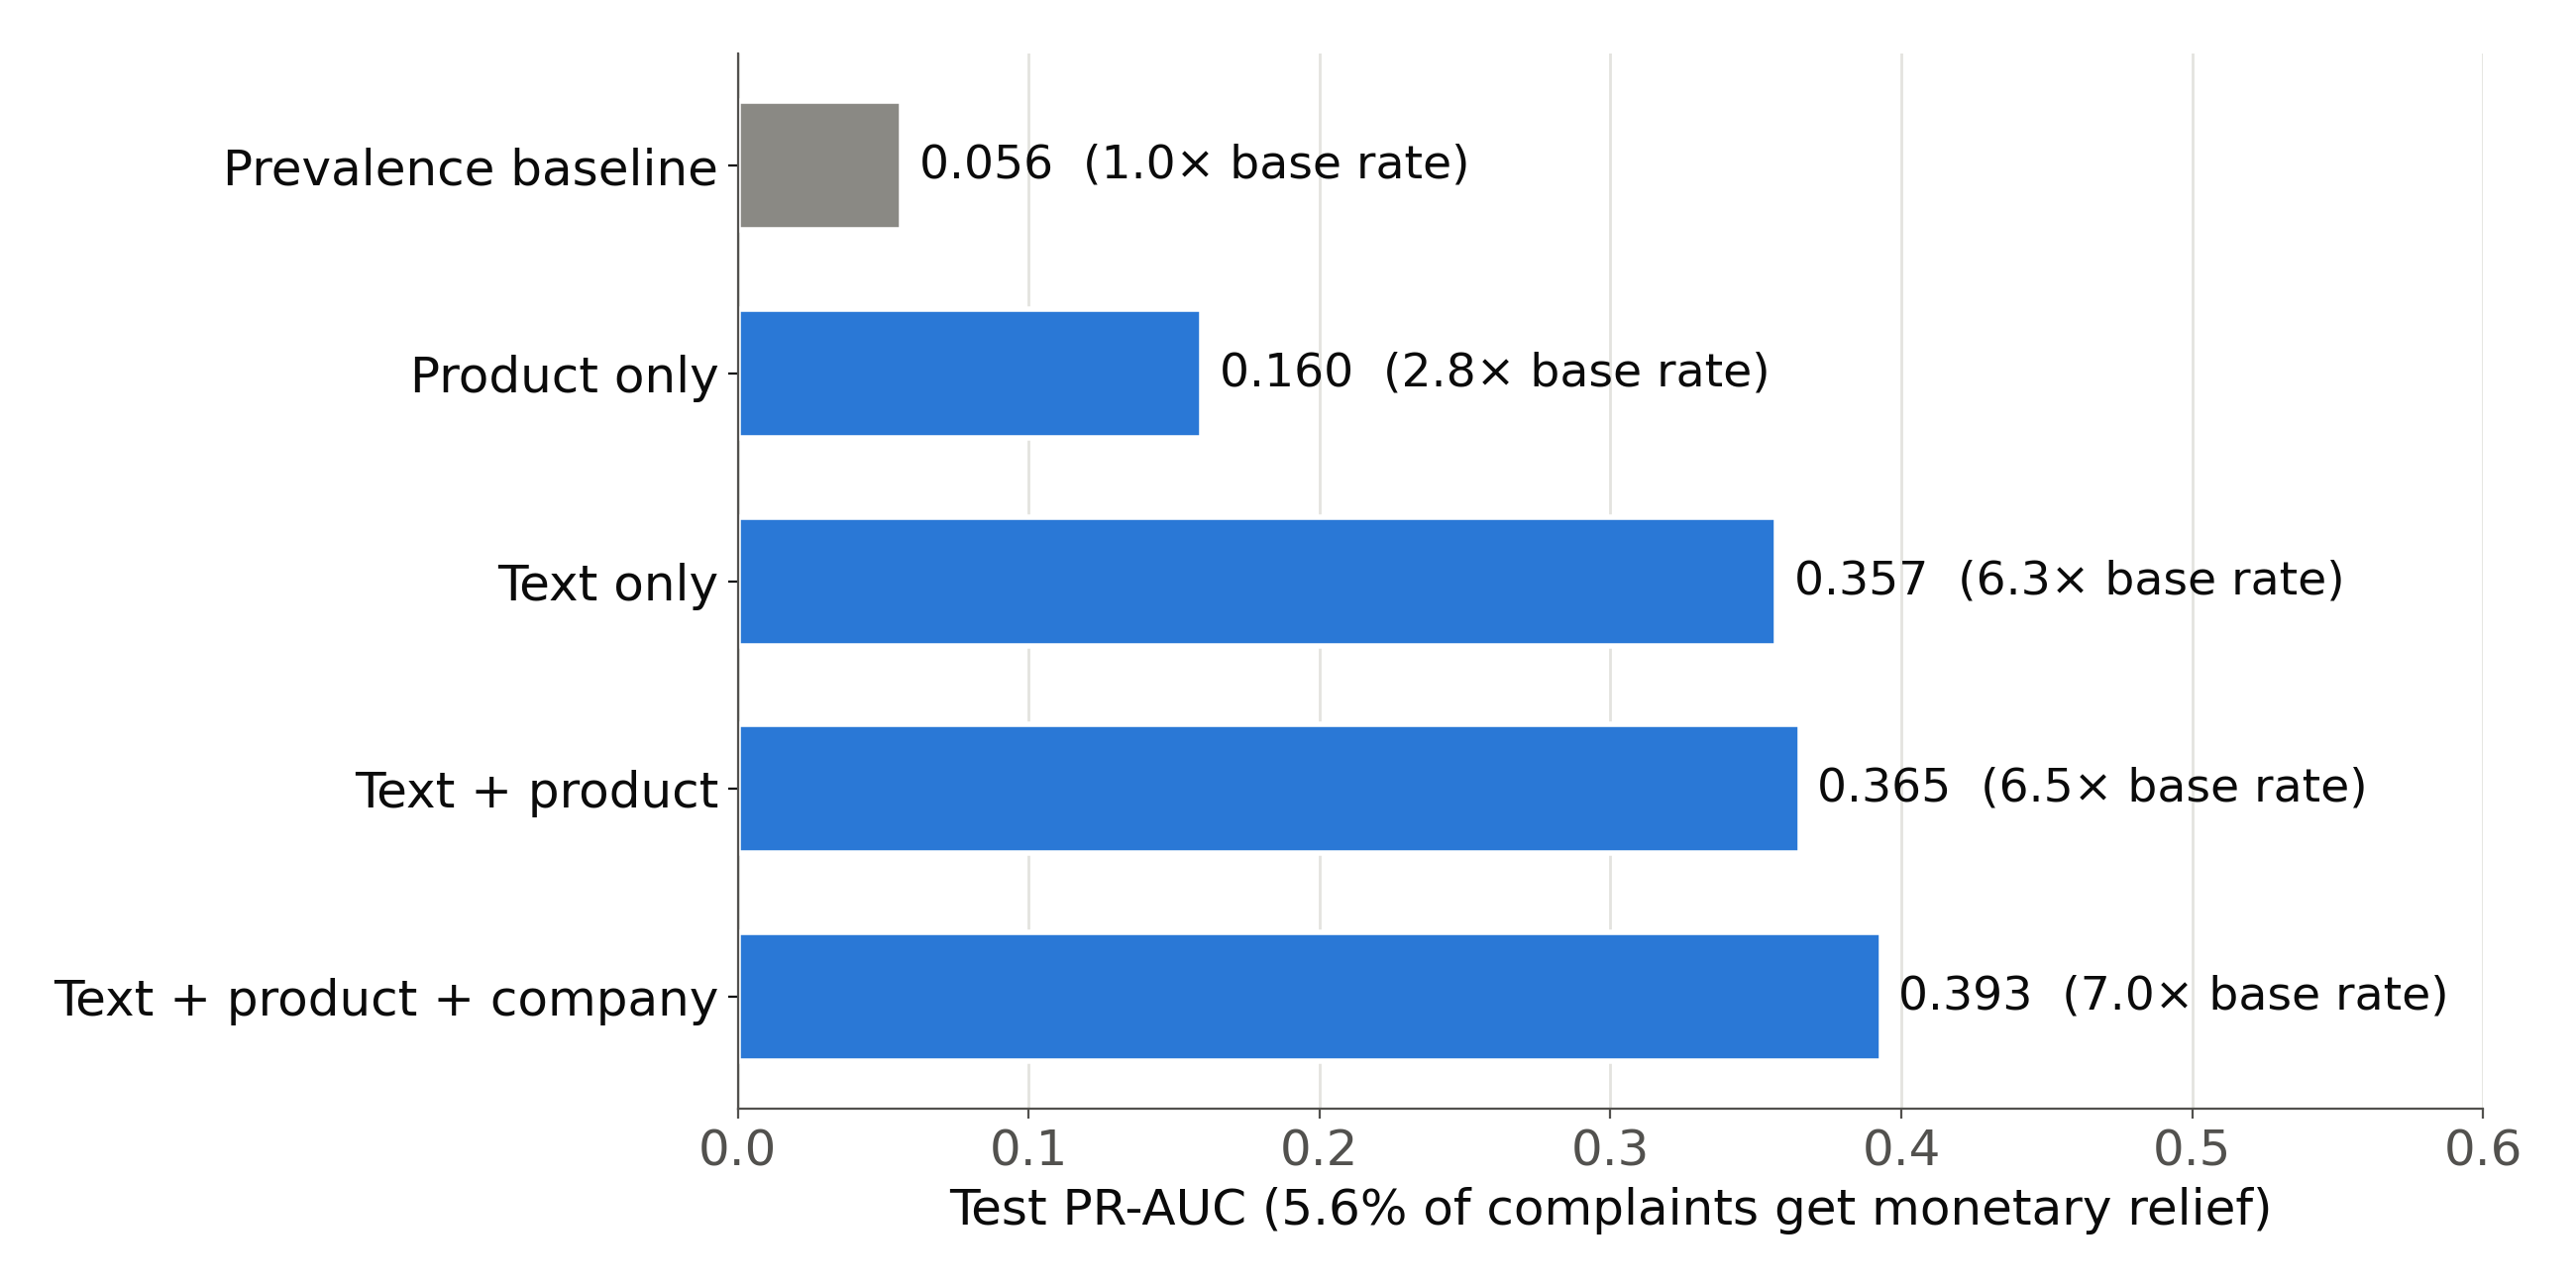 Prevalence baseline
0.056  (1.0× base rate)
Product only
0.160  (2.8× base rate)
Text only
0.357  (6.3× base rate)
Text + product
0.365  (6.5× base rate)
Text + product + company
0.393  (7.0× base rate)
0.0 0.1 0.2 0.3 0.4 0.5 0.6
Test PR-AUC (5.6% of complaints get monetary relief)